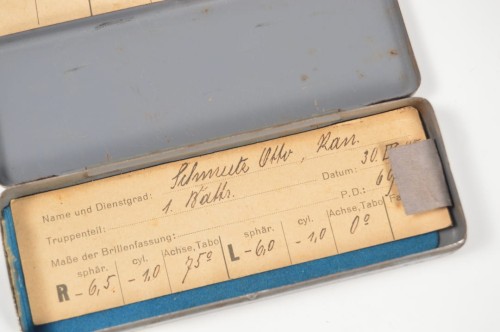 Name und Dienstgrad: Schmutz Otto, Kan.
Truppenteil: 1. Battr. Datum: 30.
Maße der Brillenfassung: P.D.:
sphär. cyl. Achse, Tabo sphär. cyl. Achse, Tabo
R -6,5. -1,0 75° L -6,0 -1,0 0°